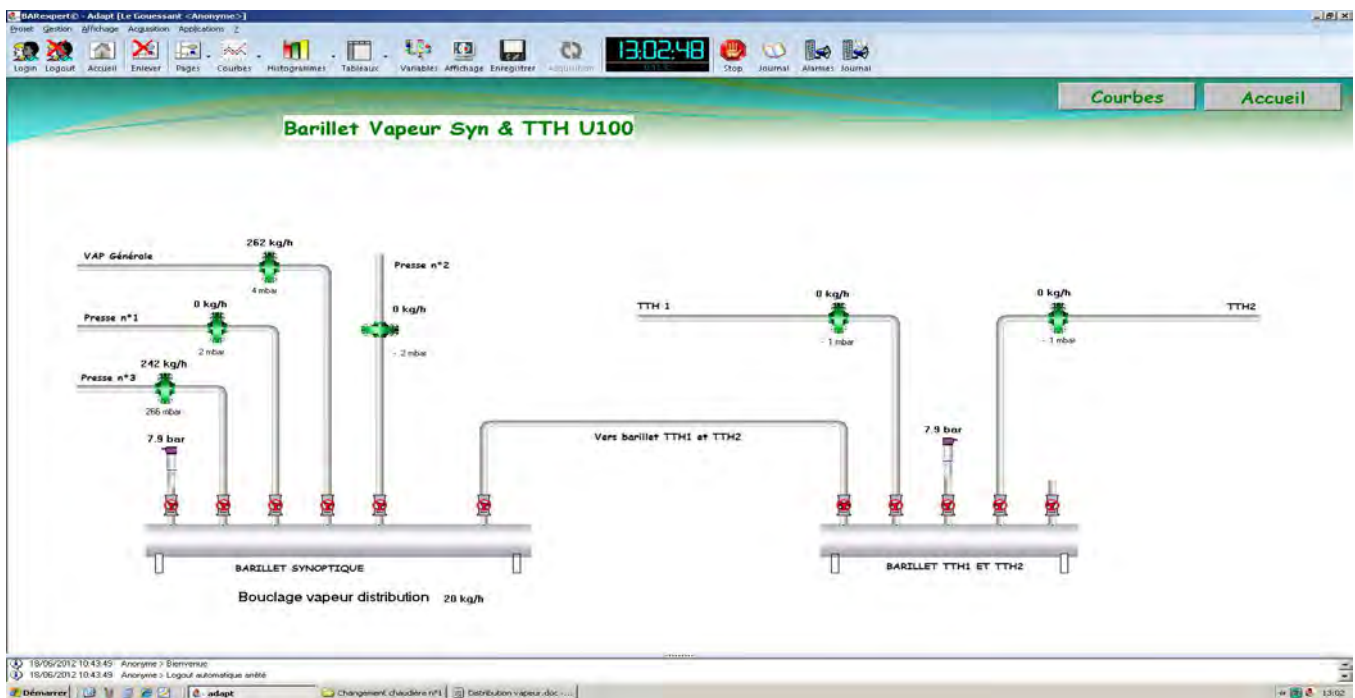 BARexpert© - Adapt [Le Gouessant <Anonyme>]
Projet Gestion Affichage Acquisition Applications ?
Login Logout Accueil Enlever Pages Courbes Histogrammes Tableaux Variables Affichage Enregistrer Acquisition 13:02:48 Stop Journal Alarmes Journal
Courbes Accueil
Barillet Vapeur Syn & TTH U100
262 kg/h
VAP Générale
4 mbar
Presse n°2
0 kg/h
Presse n°1
2 mbar
0 kg/h
- 2 mbar
242 kg/h
Presse n°3
266 mbar
7.9 bar
TTH 1
0 kg/h
- 1 mbar
0 kg/h
TTH2
- 1 mbar
Vers barillet TTH1 et TTH2
7.9 bar
BARILLET SYNOPTIQUE
BARILLET TTH1 ET TTH2
Bouclage vapeur distribution 20 kg/h
18/06/2012 10:43:49 Anonyme > Bienvenue
18/06/2012 10:43:49 Anonyme > Logout automatique arrêté
Démarrer adapt Changement chaudière n°1 Distribution vapeur.doc -... 13:02